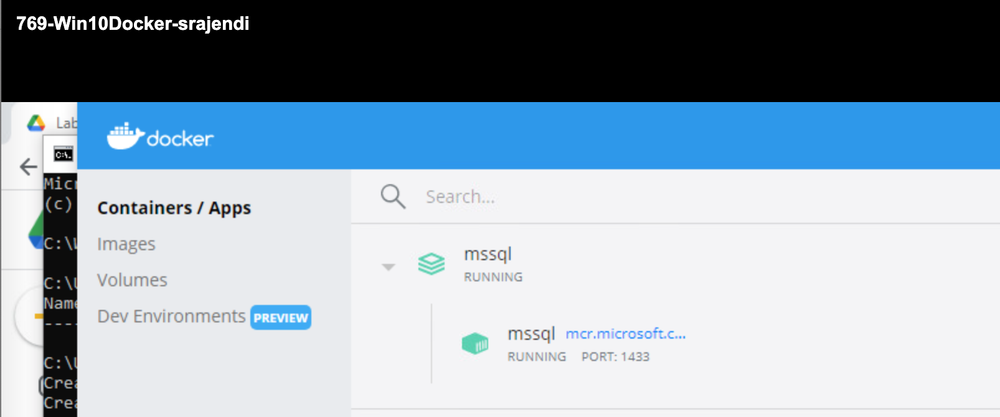 769-Win10Docker-srajendi
Lab
docker
C:\.
Micr
(c)
Containers / Apps
Search...
C:\
Images
mssql
RUNNING
Volumes
C:\U
Name
Dev Environments PREVIEW
----
mssql mcr.microsoft.c...
RUNNING PORT: 1433
C:\U
Crea
Crea